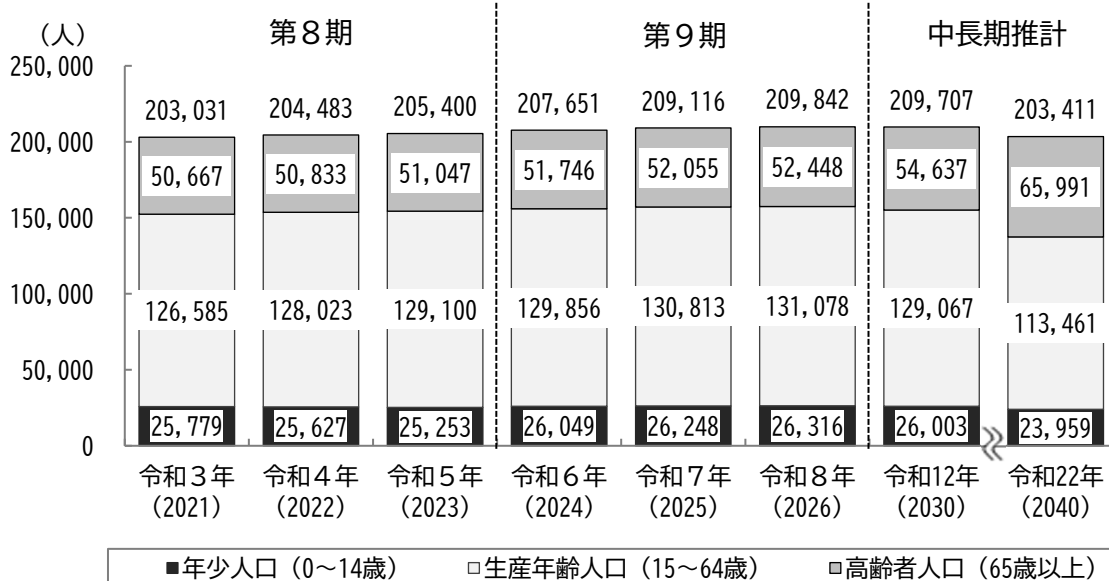 （人） 第８期 第９期 中長期推計
250,000
203,031 204,483 205,400 207,651 209,116 209,842 209,707 203,411
200,000
50,667 50,833 51,047 51,746 52,055 52,448 54,637 65,991
150,000
100,000
126,585 128,023 129,100 129,856 130,813 131,078 129,067 113,461
50,000
25,779 25,627 25,253 26,049 26,248 26,316 26,003 23,959
0
令和３年 令和４年 令和５年 令和６年 令和７年 令和８年 令和12年 令和22年
（2021） （2022） （2023） （2024） （2025） （2026） （2030） （2040）
■年少人口（0～14歳） □生産年齢人口（15～64歳） ■高齢者人口（65歳以上）